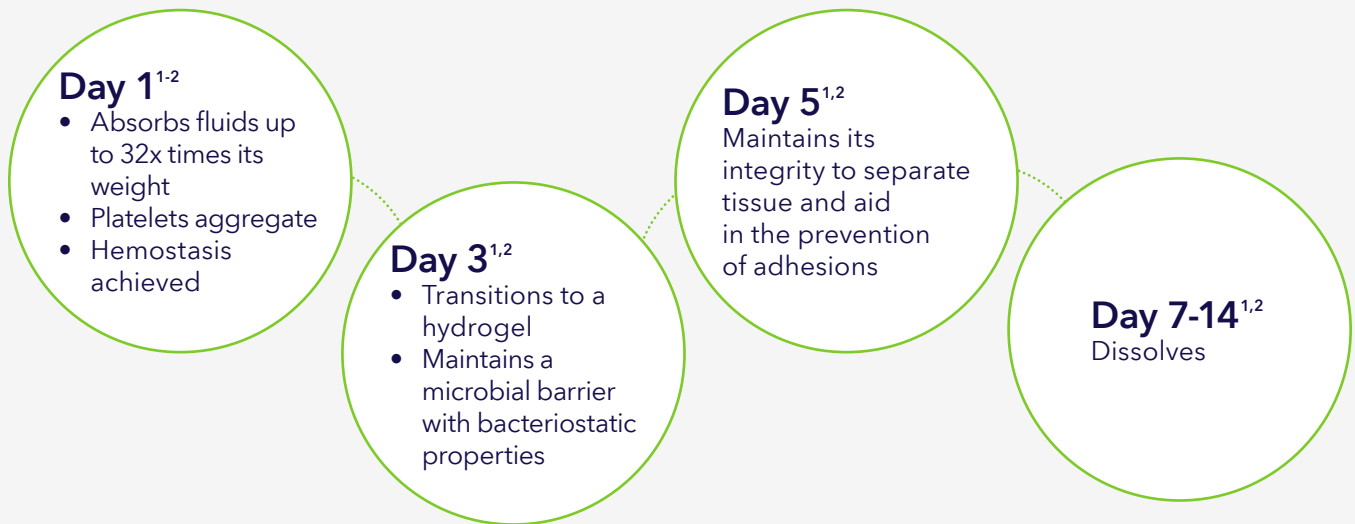 Day 1¹⁻²
• Absorbs fluids up
to 32x times its
weight
• Platelets aggregate
• Hemostasis
achieved
Day 3¹,²
• Transitions to a
hydrogel
• Maintains a
microbial barrier
with bacteriostatic
properties
Day 5¹,²
Maintains its
integrity to separate
tissue and aid
in the prevention
of adhesions
Day 7-14¹,²
Dissolves